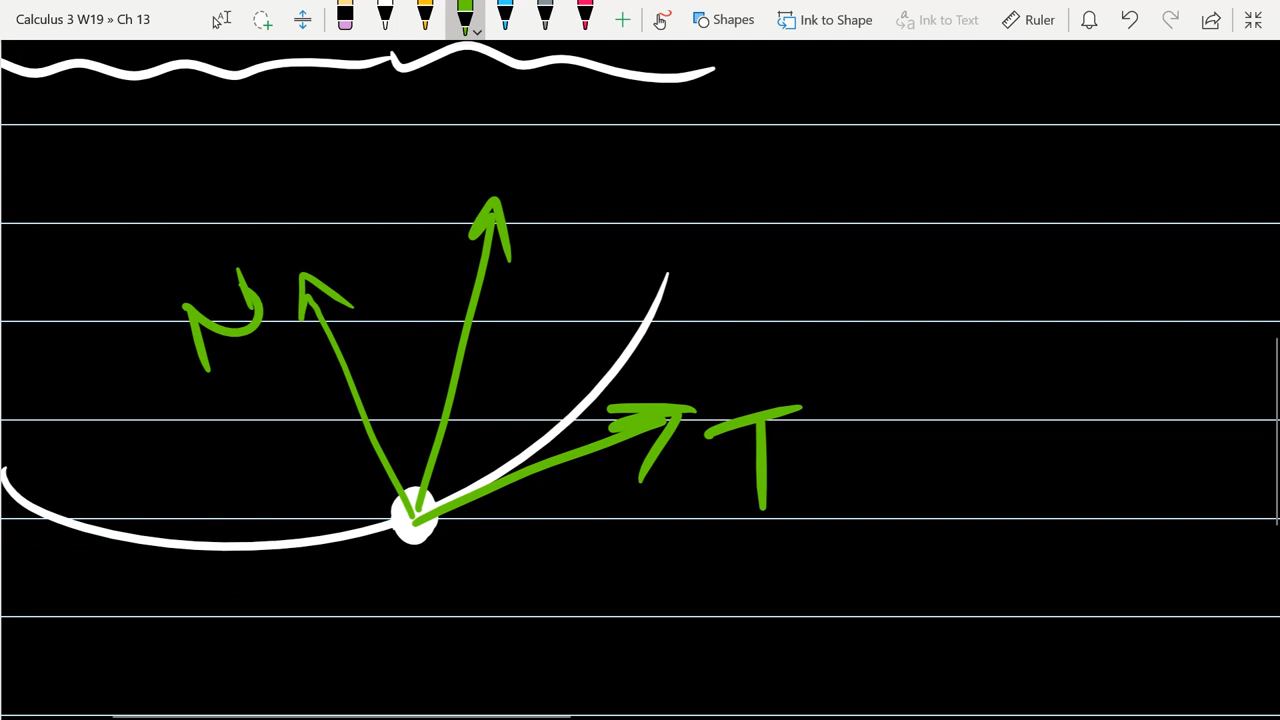 Calculus 3 W19 » Ch 13
Shapes
Ink to Shape
Ink to Text
Ruler
N
T